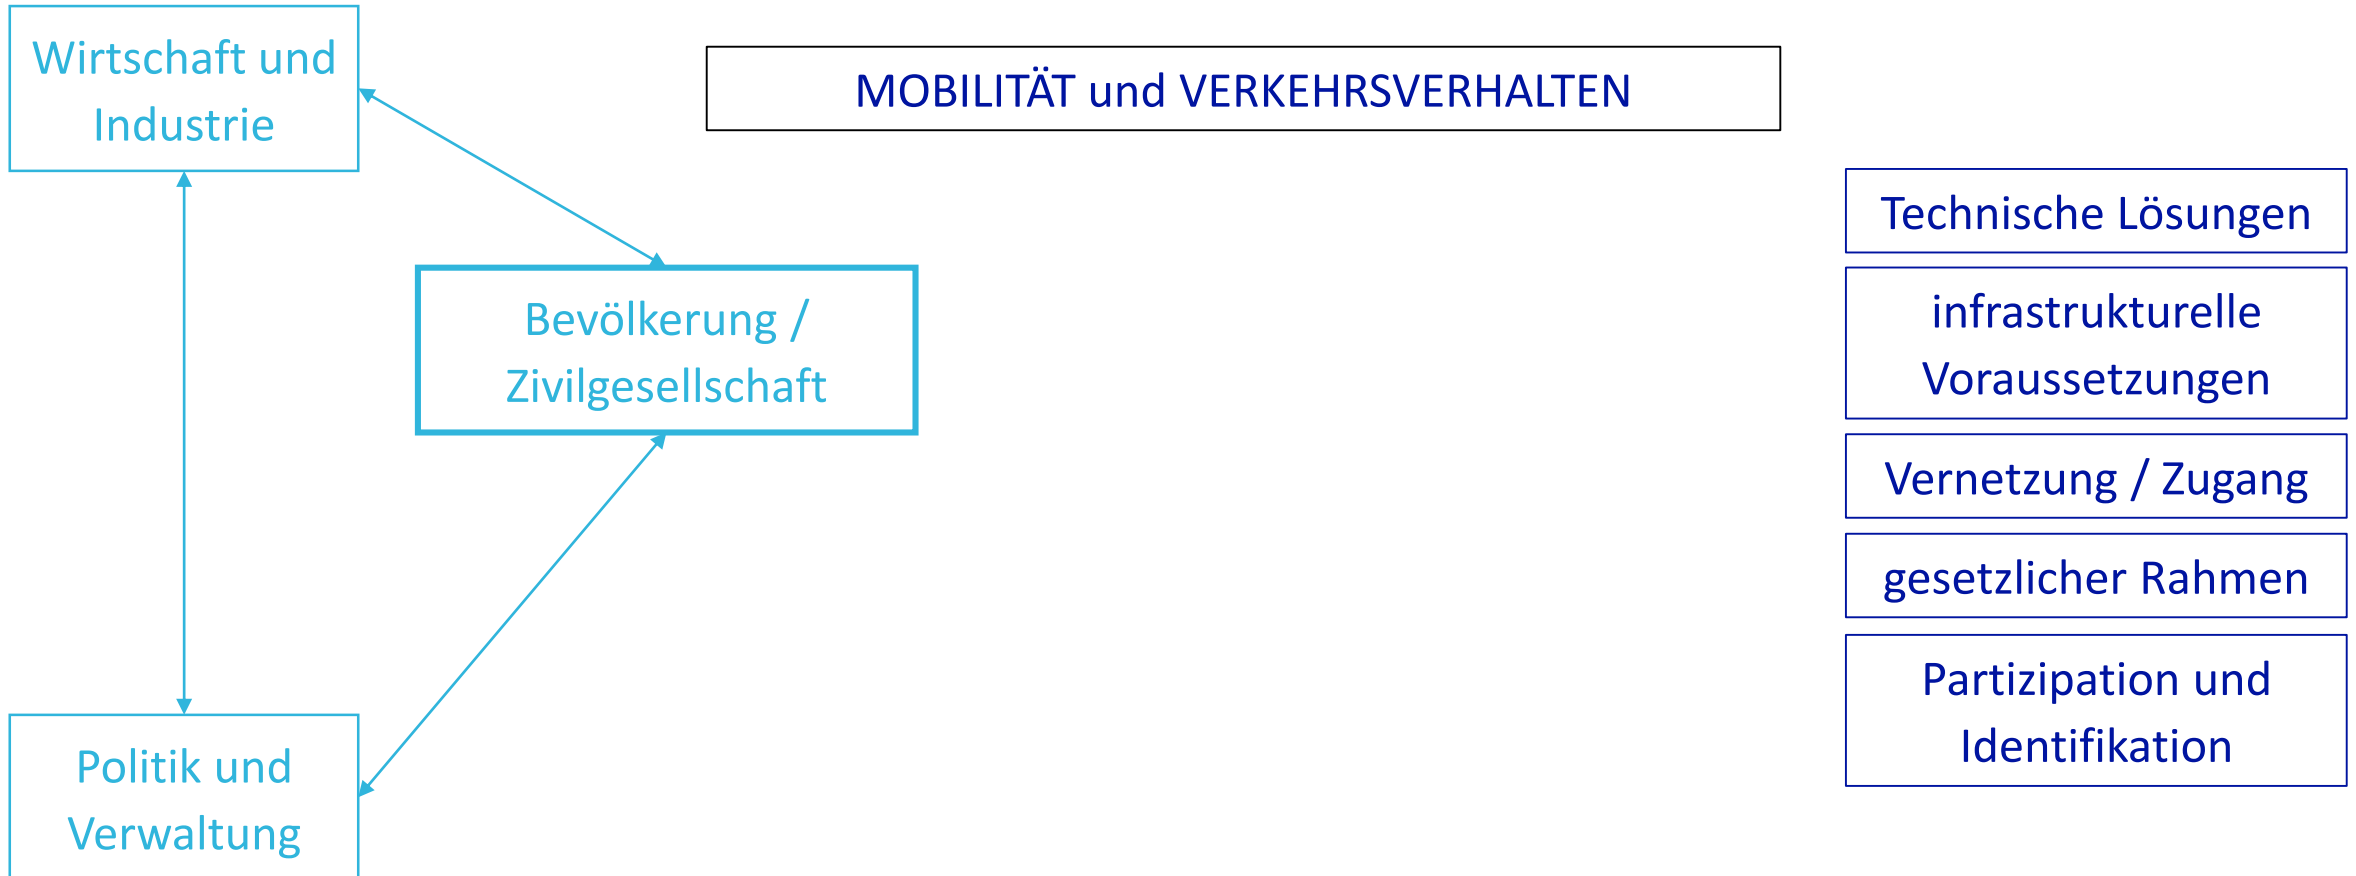 Wirtschaft und
Industrie
MOBILITÄT und VERKEHRSVERHALTEN
Bevölkerung /
Zivilgesellschaft
Politik und
Verwaltung
Technische Lösungen
infrastrukturelle
Voraussetzungen
Vernetzung / Zugang
gesetzlicher Rahmen
Partizipation und
Identifikation